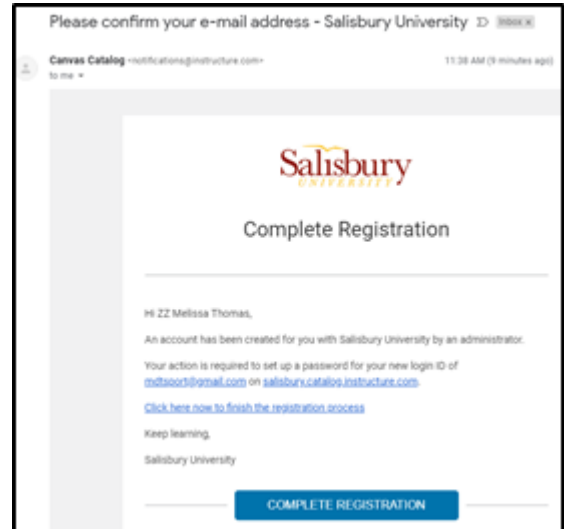 Please confirm your e-mail address - Salisbury University Inbox x
Canvas Catalog <notifications@instructure.com> 11:38 AM (9 minutes ago)
to me
Salisbury
UNIVERSITY
Complete Registration
Hi ZZ Melissa Thomas,
An account has been created for you with Salisbury University by an administrator.
Your action is required to set up a password for your new login ID of
mdtsport@gmail.com on salisbury.catalog.instructure.com.
Click here now to finish the registration process
Keep learning,
Salisbury University
COMPLETE REGISTRATION